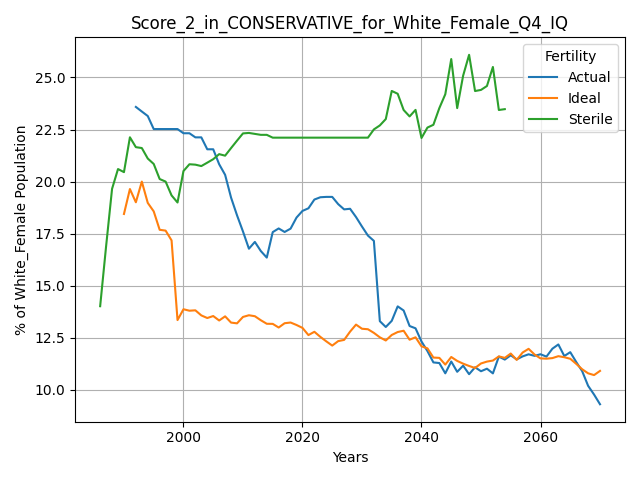 Score_2_in_CONSERVATIVE_for_White_Female_Q4_IQ
Fertility
Actual
Ideal
Sterile
% of White_Female Population
25.0
22.5
20.0
17.5
15.0
12.5
10.0
2000 2020 2040 2060
Years